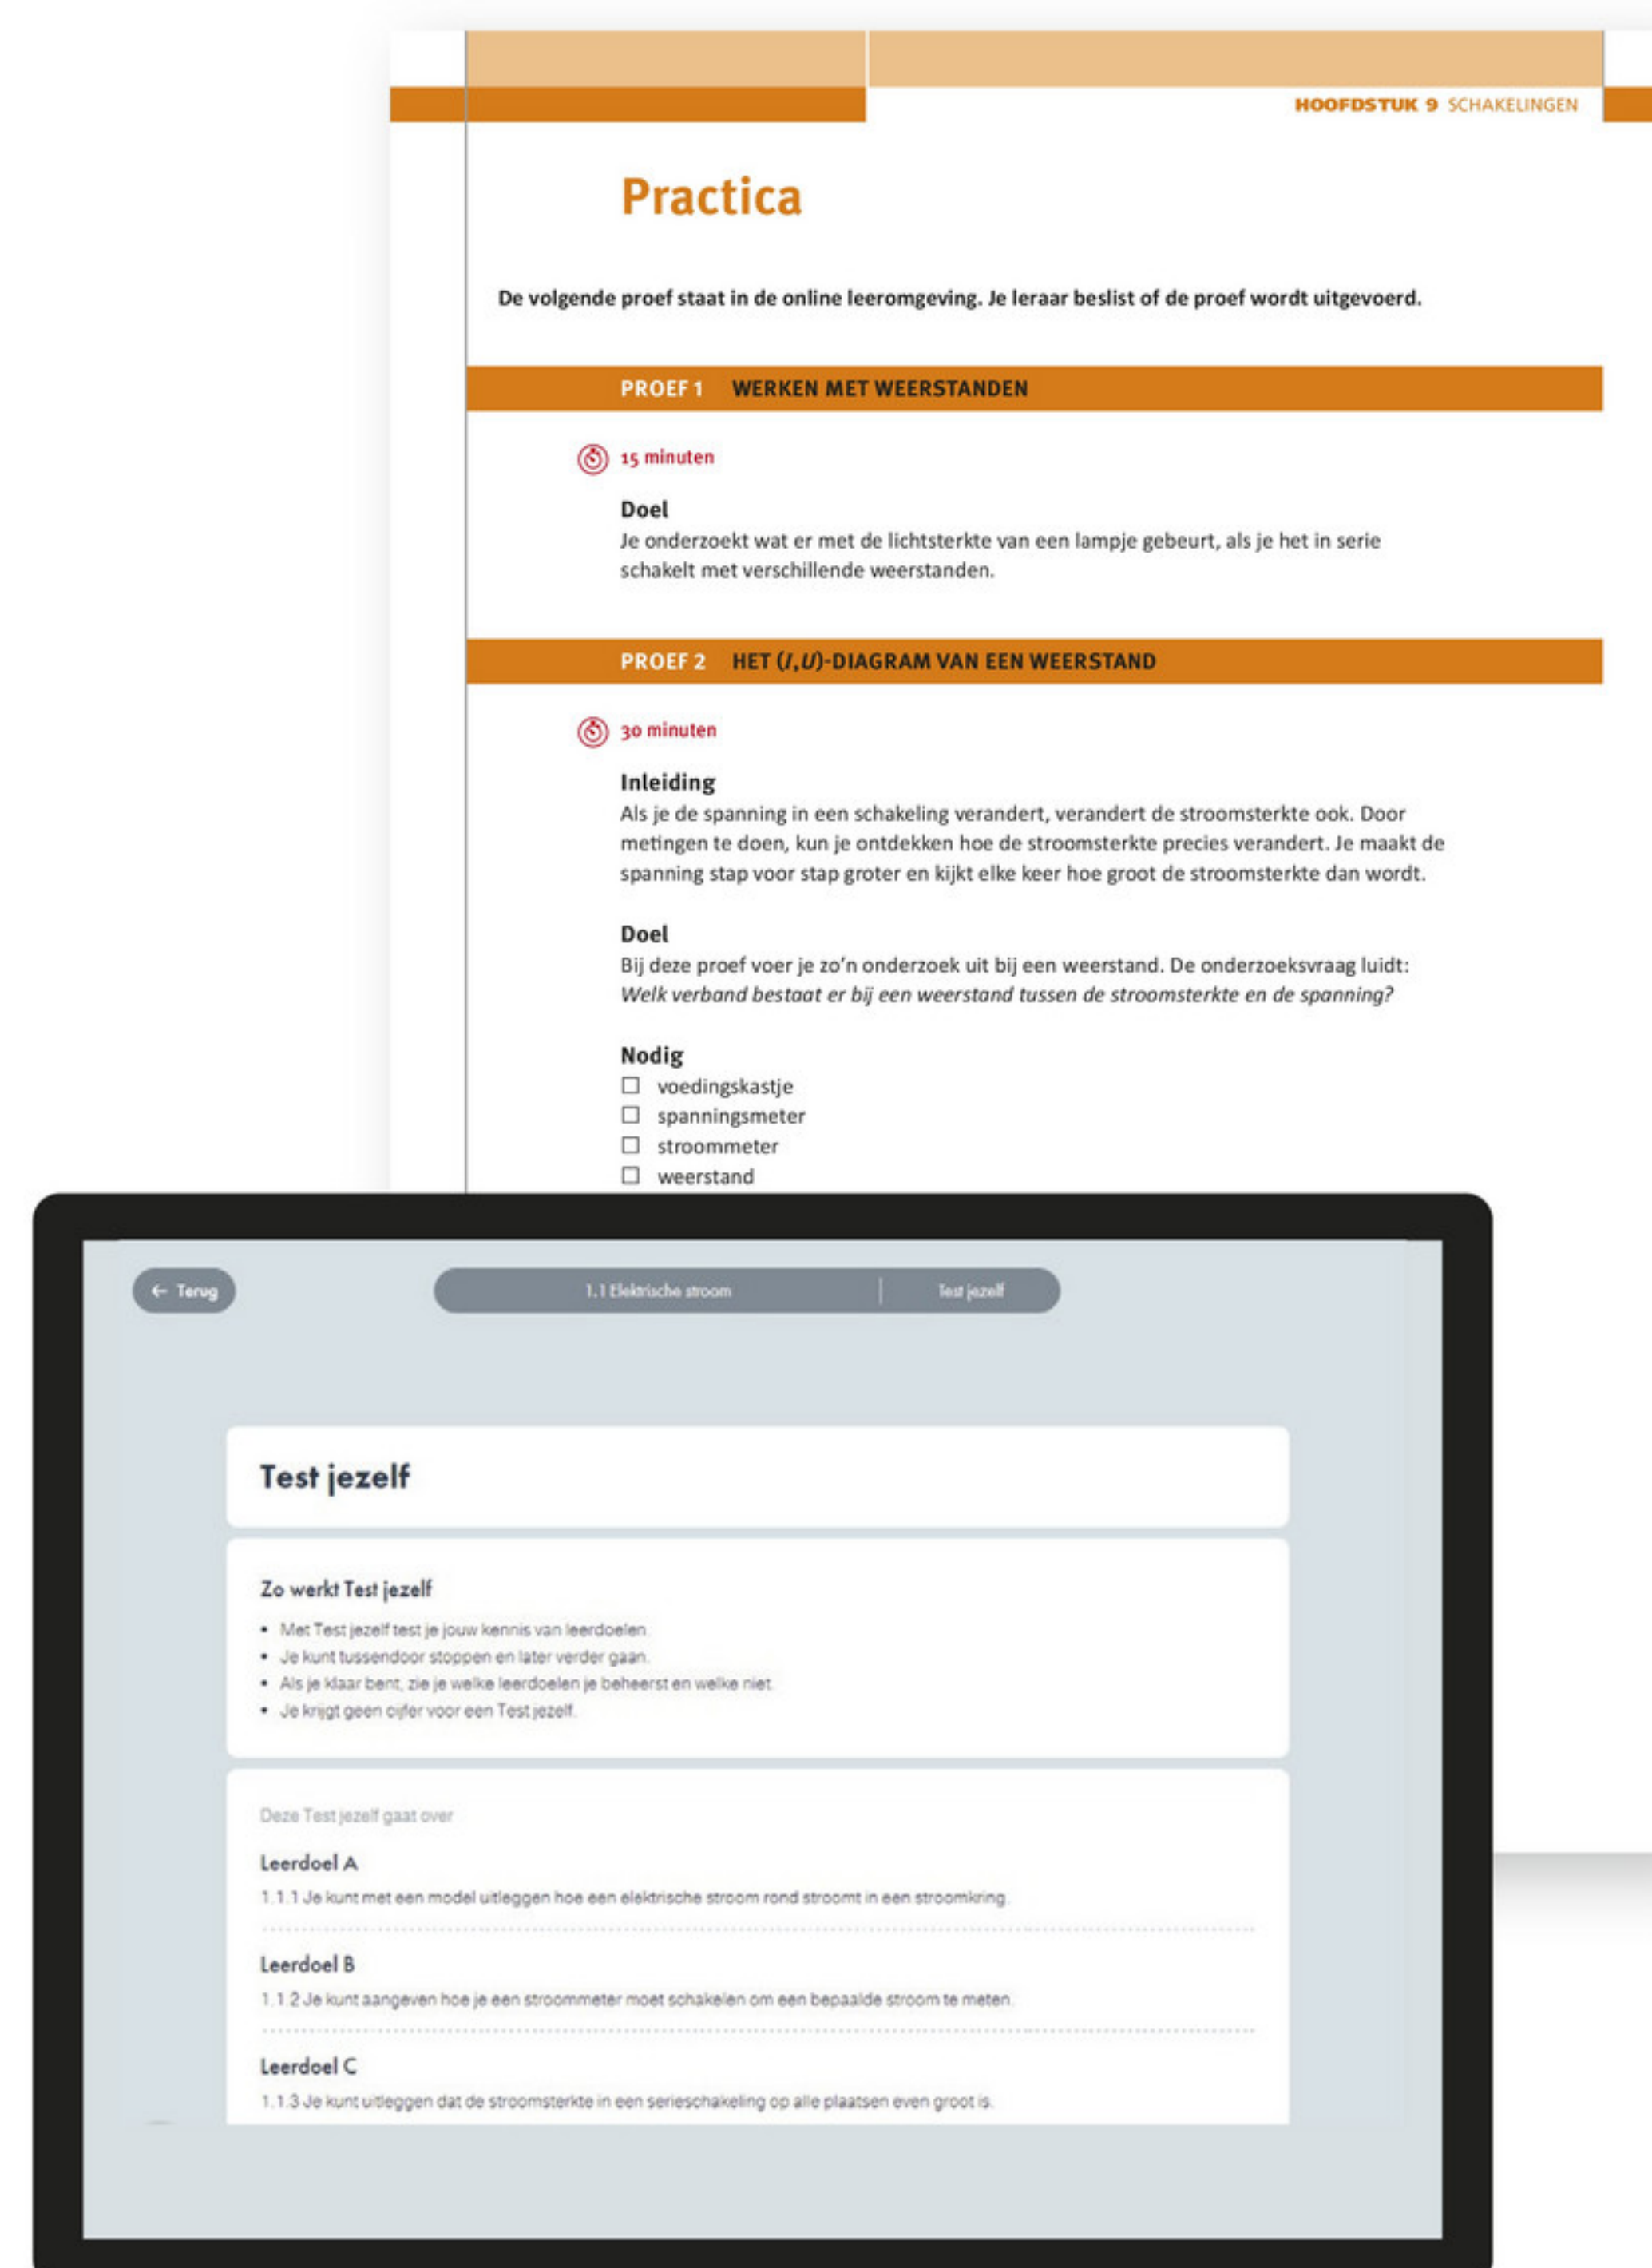 HOOFDSTUK 9 SCHAKELINGEN
Practica
De volgende proef staat in de online leeromgeving. Je leraar beslist of de proef wordt uitgevoerd.
PROEF 1 WERKEN MET WEERSTANDEN
15 minuten
Doel
Je onderzoekt wat er met de lichtsterkte van een lampje gebeurt, als je het in serie
schakelt met verschillende weerstanden.
PROEF 2 HET (I,U)-DIAGRAM VAN EEN WEERSTAND
30 minuten
Inleiding
Als je de spanning in een schakeling verandert, verandert de stroomsterkte ook. Door
metingen te doen, kun je ontdekken hoe de stroomsterkte precies verandert. Je maakt de
spanning stap voor stap groter en kijkt elke keer hoe groot de stroomsterkte dan wordt.
Doel
Bij deze proef voer je zo'n onderzoek uit bij een weerstand. De onderzoeksvraag luidt:
Welk verband bestaat er bij een weerstand tussen de stroomsterkte en de spanning?
Nodig
☐ voedingskastje
☐ spanningsmeter
☐ stroommeter
☐ weerstand
← Terug
1.1 Elektrische stroom | Test jezelf
Test jezelf
Zo werkt Test jezelf
• Met Test jezelf test je jouw kennis van leerdoelen.
• Je kunt tussendoor stoppen en later verder gaan.
• Als je klaar bent, zie je welke leerdoelen je beheerst en welke niet.
• Je krijgt geen cijfer voor een Test jezelf.
Deze Test jezelf gaat over
Leerdoel A
1.1.1 Je kunt met een model uitleggen hoe een elektrische stroom rond stroomt in een stroomkring.
Leerdoel B
1.1.2 Je kunt aangeven hoe je een stroommeter moet schakelen om een bepaalde stroom te meten.
Leerdoel C
1.1.3 Je kunt uitleggen dat de stroomsterkte in een serieschakeling op alle plaatsen even groot is.